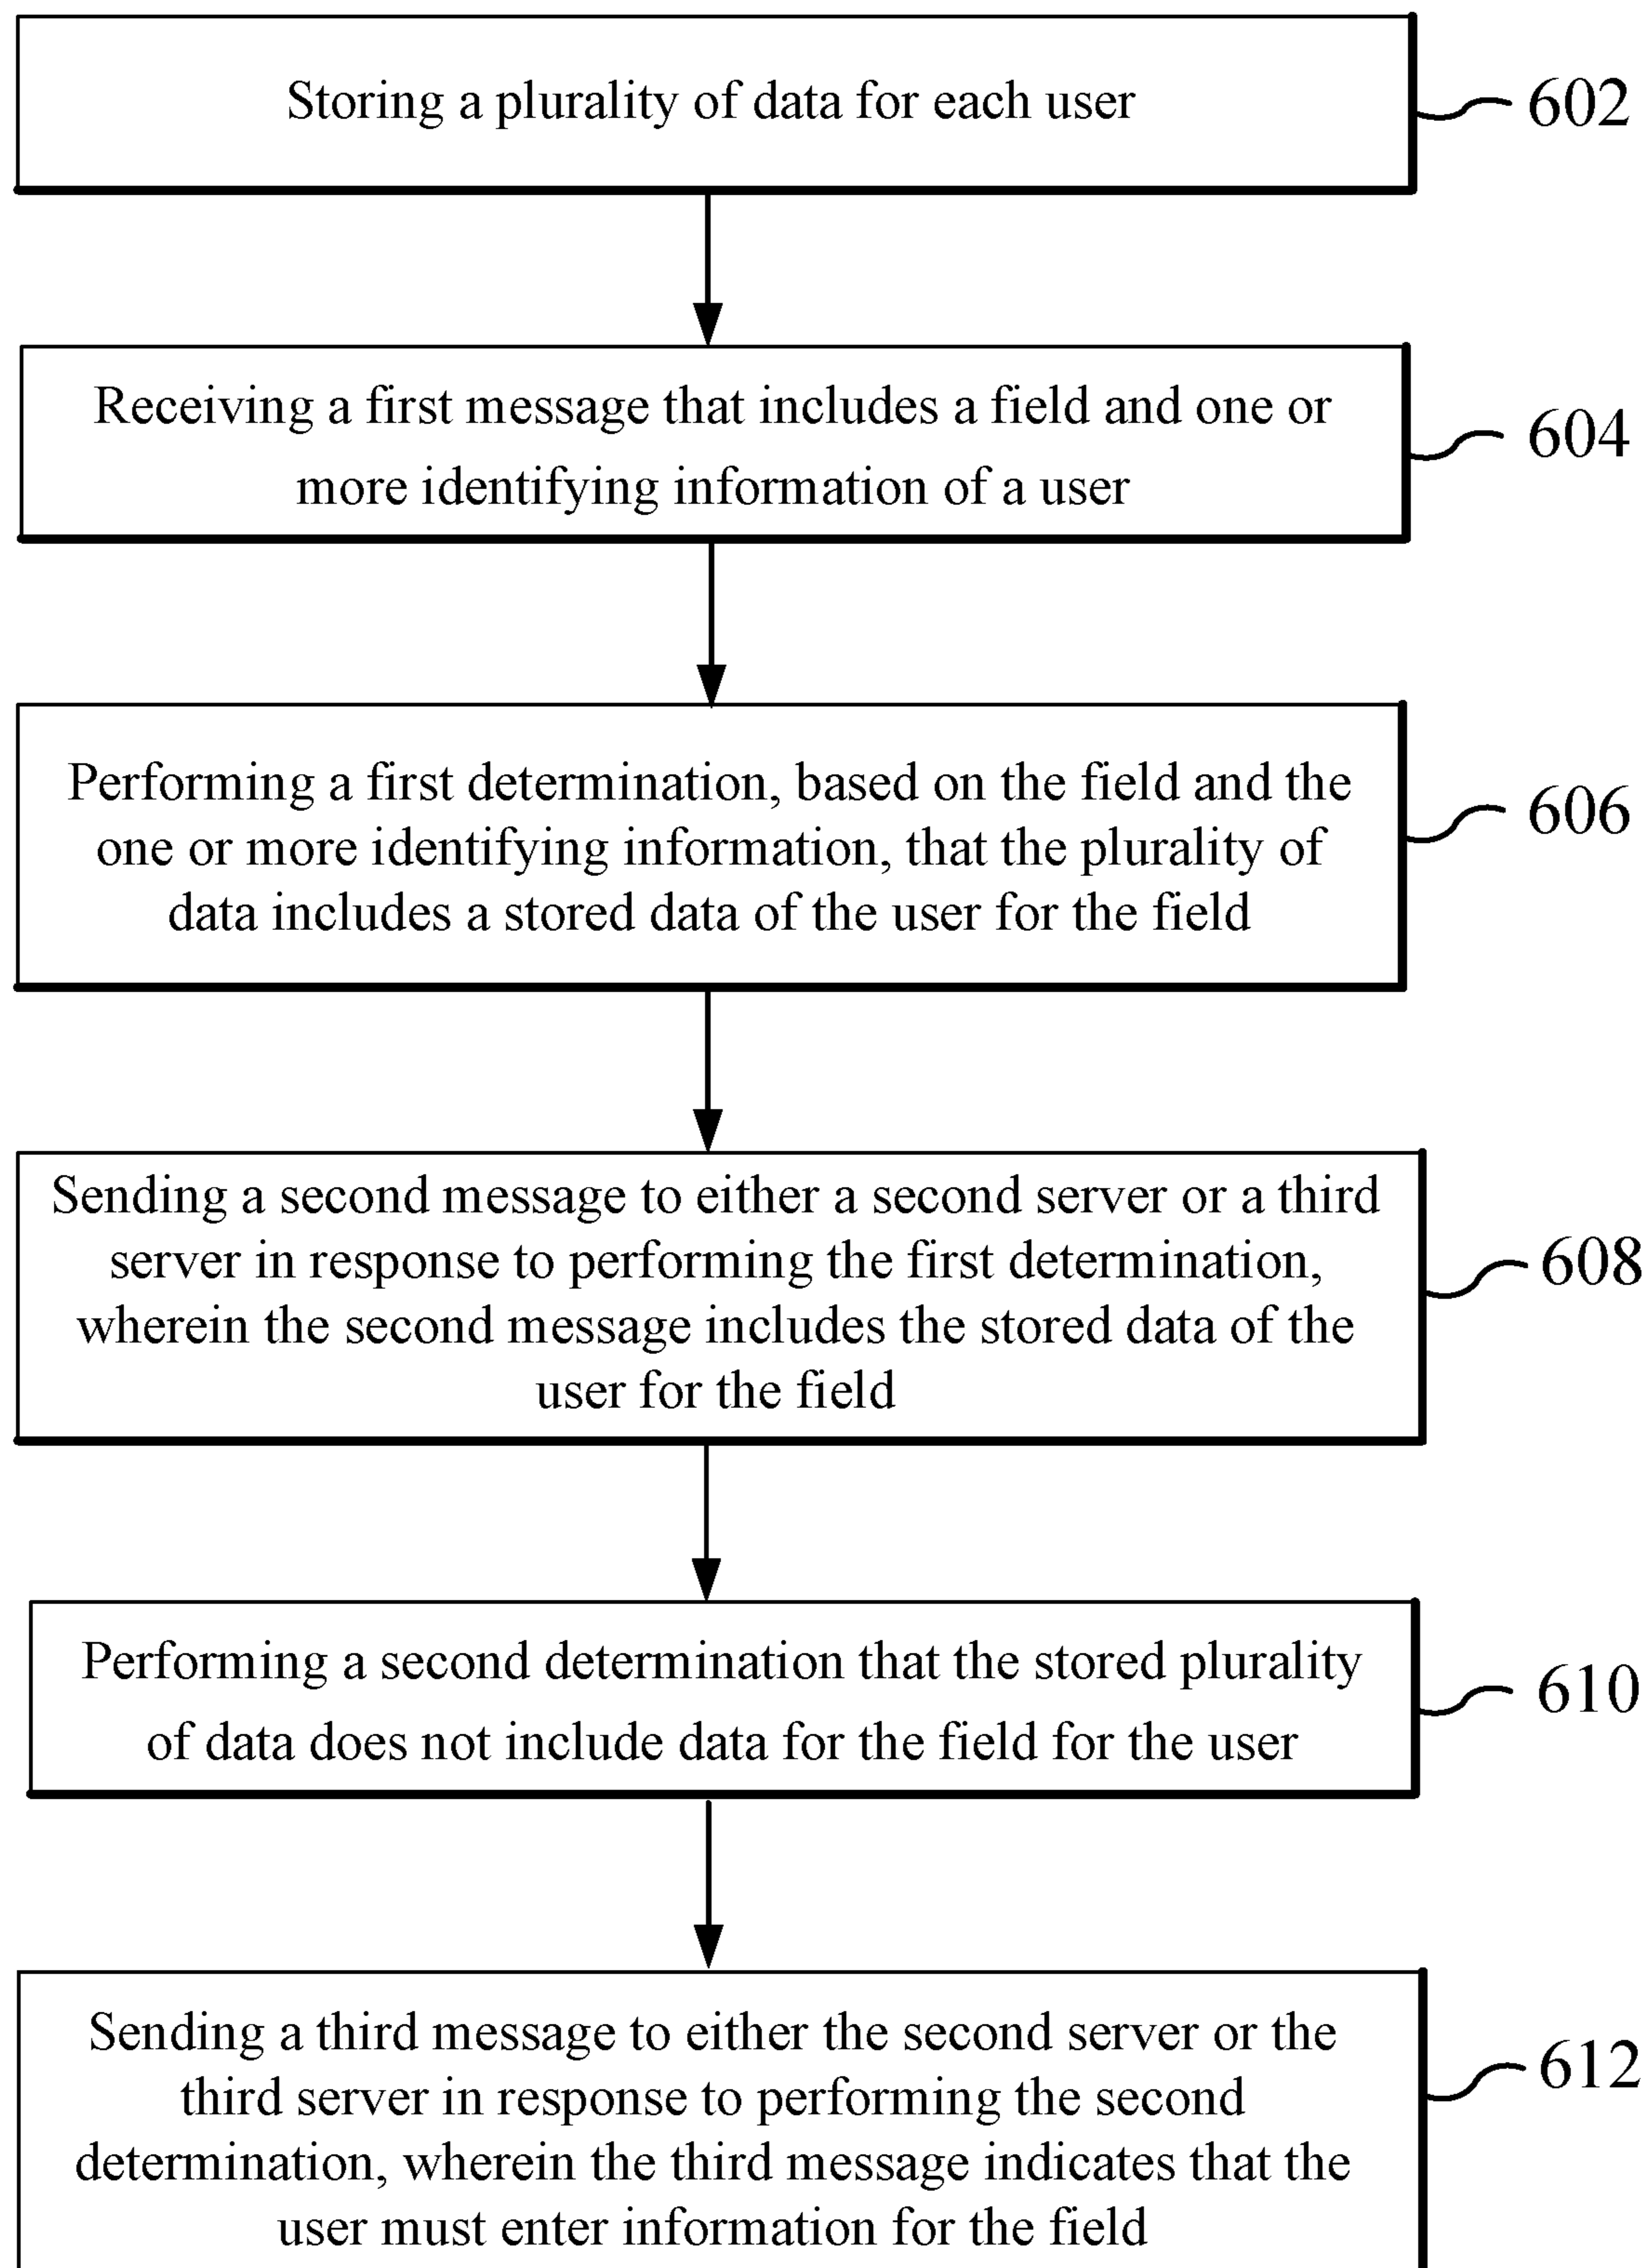 Storing a plurality of data for each user
602
Receiving a first message that includes a field and one or
more identifying information of a user
604
Performing a first determination, based on the field and the
one or more identifying information, that the plurality of
data includes a stored data of the user for the field
606
Sending a second message to either a second server or a third
server in response to performing the first determination,
wherein the second message includes the stored data of the
user for the field
608
Performing a second determination that the stored plurality
of data does not include data for the field for the user
610
Sending a third message to either the second server or the
third server in response to performing the second
determination, wherein the third message indicates that the
user must enter information for the field
612